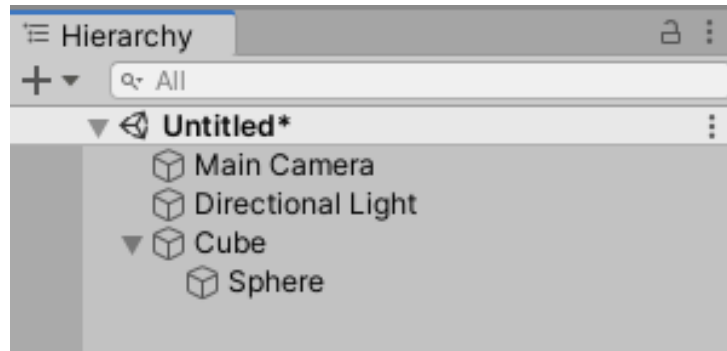 Hierarchy
All
Untitled*
Main Camera
Directional Light
Cube
Sphere